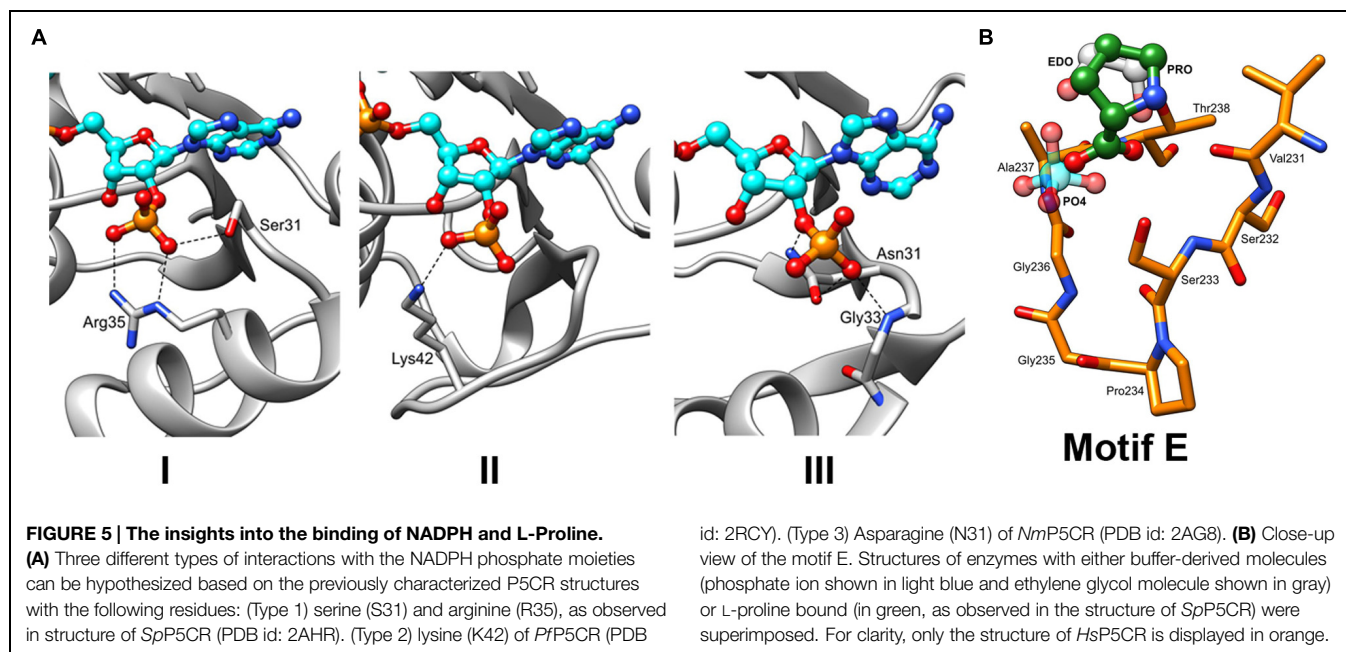 A
Ser31
Arg35
I
Lys42
II
Asn31
Gly33
III
B
EDO
PRO
Thr238
Val231
Ala237
PO4
Ser232
Gly236
Ser233
Gly235
Pro234
Motif E
FIGURE 5 | The insights into the binding of NADPH and L-Proline.
(A) Three different types of interactions with the NADPH phosphate moieties
can be hypothesized based on the previously characterized P5CR structures
with the following residues: (Type 1) serine (S31) and arginine (R35), as observed
in structure of SpP5CR (PDB id: 2AHR). (Type 2) lysine (K42) of PfP5CR (PDB
id: 2RCY). (Type 3) Asparagine (N31) of NmP5CR (PDB id: 2AG8). (B) Close-up
view of the motif E. Structures of enzymes with either buffer-derived molecules
(phosphate ion shown in light blue and ethylene glycol molecule shown in gray)
or L-proline bound (in green, as observed in the structure of SpP5CR) were
superimposed. For clarity, only the structure of HsP5CR is displayed in orange.